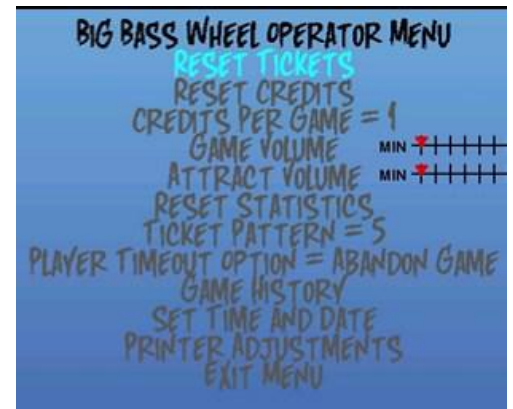 BIG BASS WHEEL OPERATOR MENU
RESET TICKETS
RESET CREDITS
CREDITS PER GAME = 1
GAME VOLUME MIN
ATTRACT VOLUME MIN
RESET STATISTICS
TICKET PATTERN = 5
PLAYER TIMEOUT OPTION = ABANDON GAME
GAME HISTORY
SET TIME AND DATE
PRINTER ADJUSTMENTS
EXIT MENU